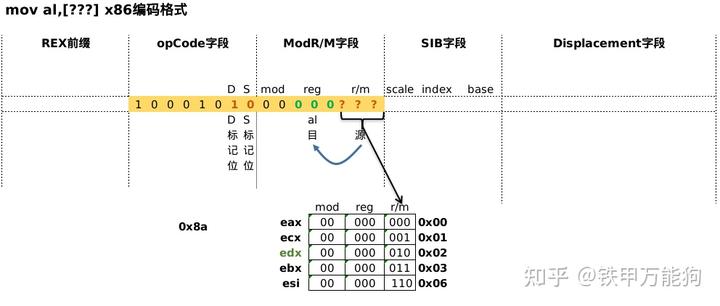 mov al,[???] x86编码格式
REX前缀 opCode字段 ModR/M字段 SIB字段 Displacement字段
D S mod reg r/m scale index base
1 0 0 0 1 0 1 0 0 0 0 0 0 ? ? ?
D标记位 S标记位 al目 源
mod reg r/m
0x8a
eax 00 000 000 0x00
ecx 00 000 001 0x01
edx 00 000 010 0x02
ebx 00 000 011 0x03
esi 00 000 110 0x06
知乎 @铁甲万能狗